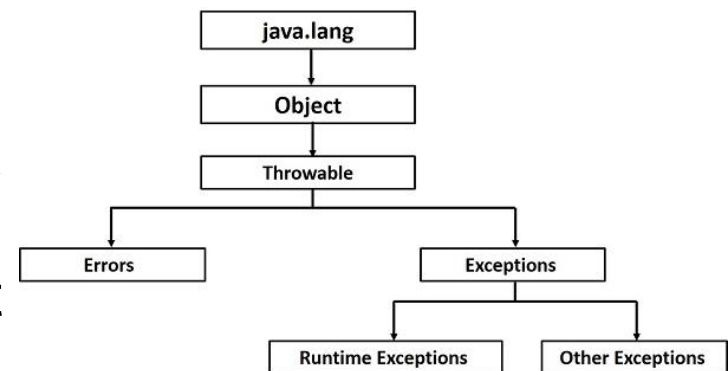 java.lang
Object
Throwable
Errors
Exceptions
Runtime Exceptions
Other Exceptions